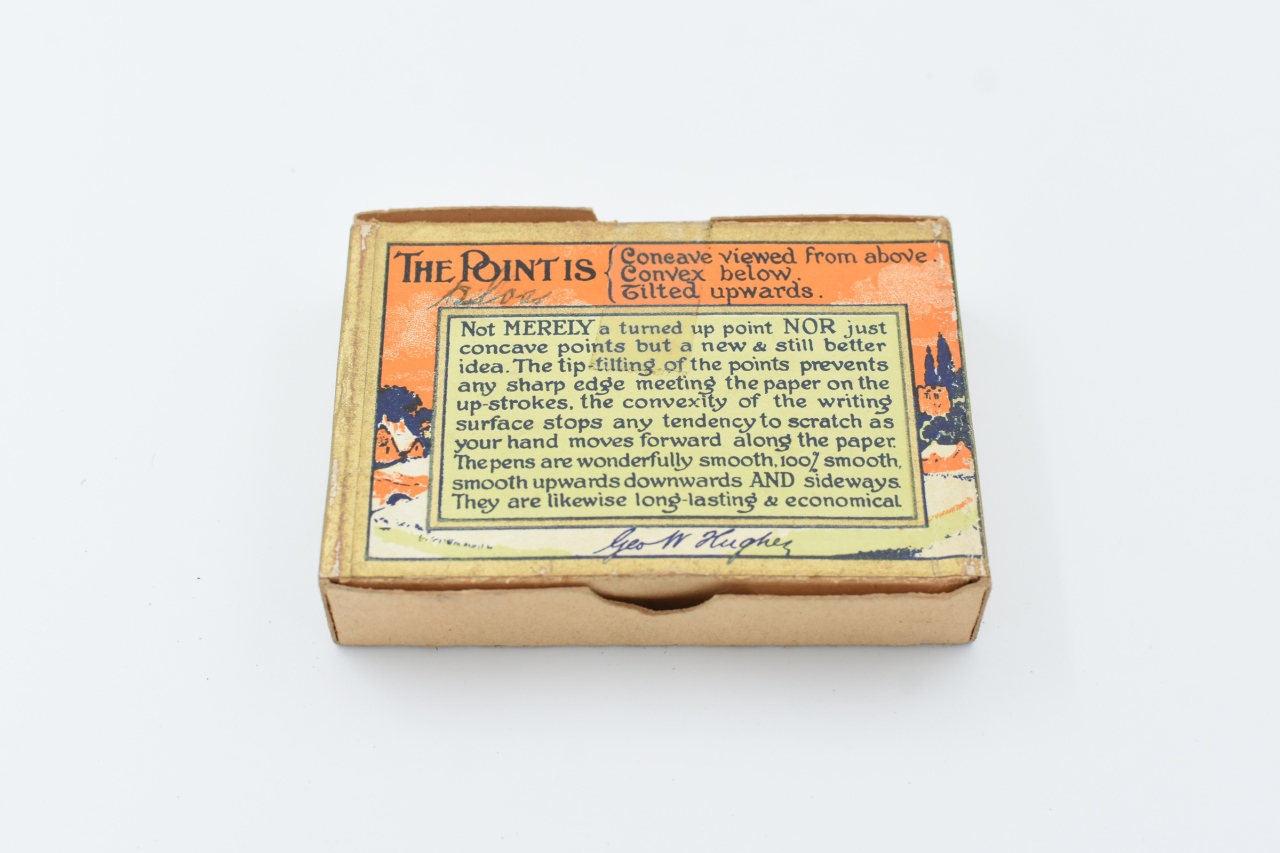 THE POINT IS { Concave viewed from above.
Convex below.
Tilted upwards.
Not MERELY a turned up point NOR just
concave points but a new & still better
idea. The tip-tilting of the points prevents
any sharp edge meeting the paper on the
up-strokes, the convexity of the writing
surface stops any tendency to scratch as
your hand moves forward along the paper.
The pens are wonderfully smooth, 100% smooth,
smooth upwards downwards AND sideways.
They are likewise long-lasting & economical
Geo W Hughes